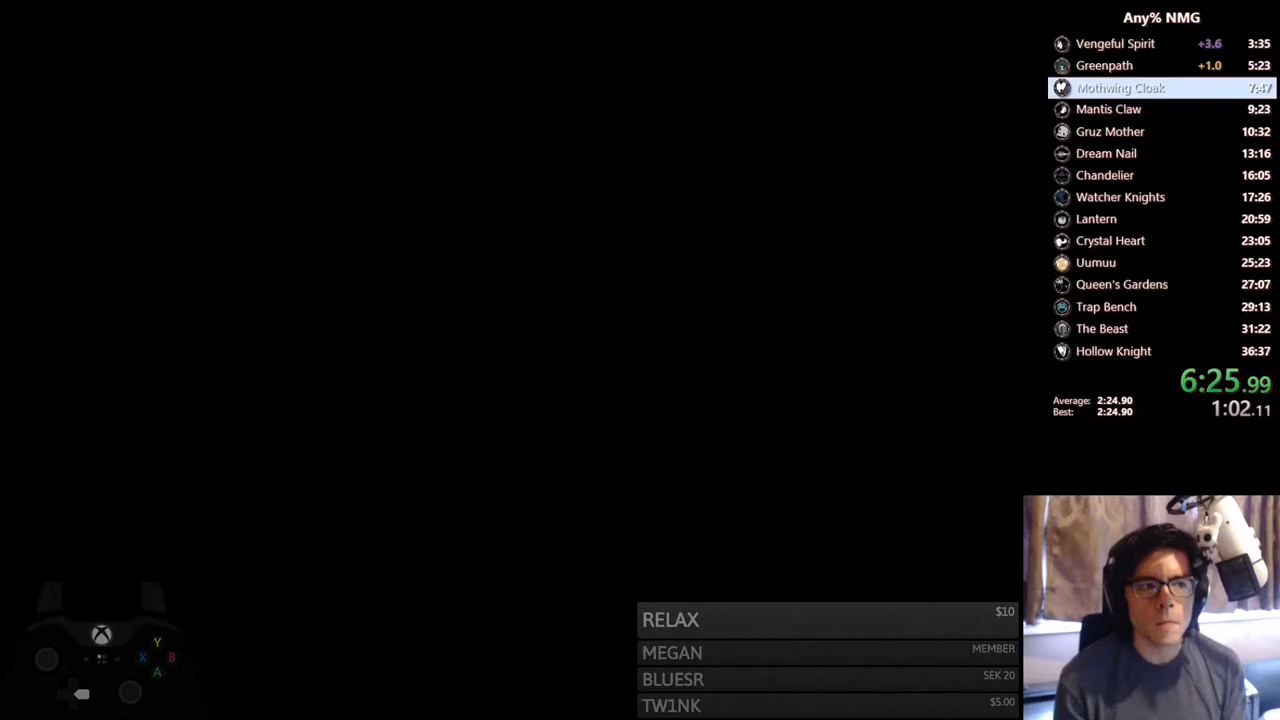 Any% NMG
Vengeful Spirit +3.6 3:35
Greenpath +1.0 5:23
Mothwing Cloak 7:47
Mantis Claw 9:23
Gruz Mother 10:32
Dream Nail 13:16
Chandelier 16:05
Watcher Knights 17:26
Lantern 20:59
Crystal Heart 23:05
Uumuu 25:23
Queen's Gardens 27:07
Trap Bench 29:13
The Beast 31:22
Hollow Knight 36:37
6:25.99
Average: 2:24.90 1:02.11
Best: 2:24.90
Y
X B
A
RELAX $10
MEGAN MEMBER
BLUESR SEK 20
TW1NK $5.00